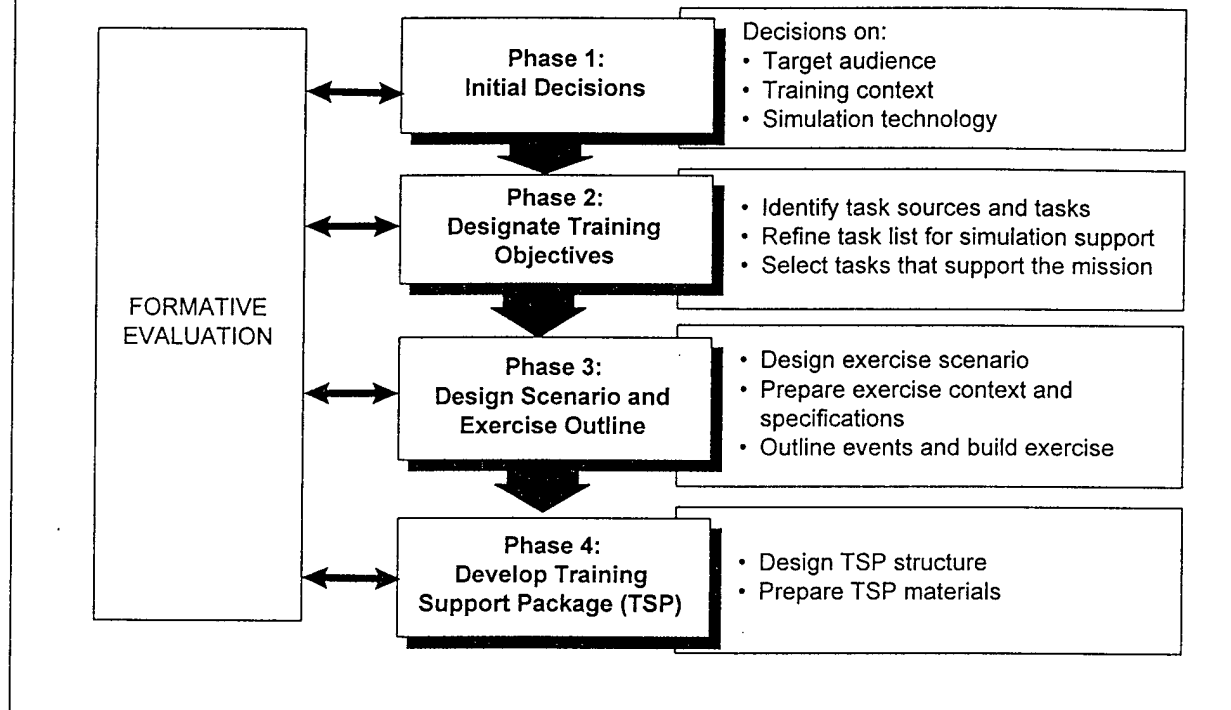 FORMATIVE
EVALUATION
Phase 1:
Initial Decisions
Decisions on:
• Target audience
• Training context
• Simulation technology
Phase 2:
Designate Training
Objectives
• Identify task sources and tasks
• Refine task list for simulation support
• Select tasks that support the mission
Phase 3:
Design Scenario and
Exercise Outline
• Design exercise scenario
• Prepare exercise context and
specifications
• Outline events and build exercise
Phase 4:
Develop Training
Support Package (TSP)
• Design TSP structure
• Prepare TSP materials